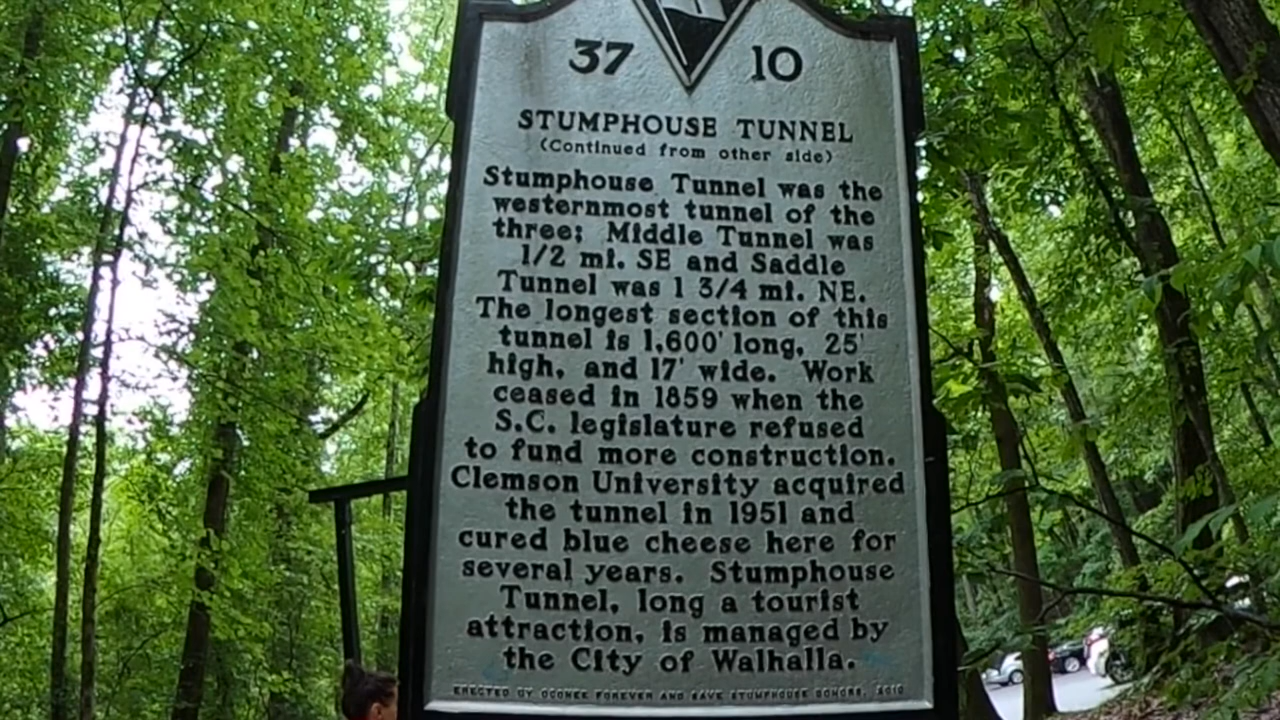 37 10
STUMPHOUSE TUNNEL
(Continued from other side)
Stumphouse Tunnel was the
westernmost tunnel of the
three; Middle Tunnel was
1/2 mi. SE and Saddle
Tunnel was 1 3/4 mi. NE.
The longest section of this
tunnel is 1,600' long, 25'
high, and 17' wide. Work
ceased in 1859 when the
S.C. legislature refused
to fund more construction.
Clemson University acquired
the tunnel in 1951 and
cured blue cheese here for
several years. Stumphouse
Tunnel, long a tourist
attraction, is managed by
the City of Walhalla.
ERECTED BY OCONEE FOREVER AND SAVE STUMPHOUSE DONORS, 2010